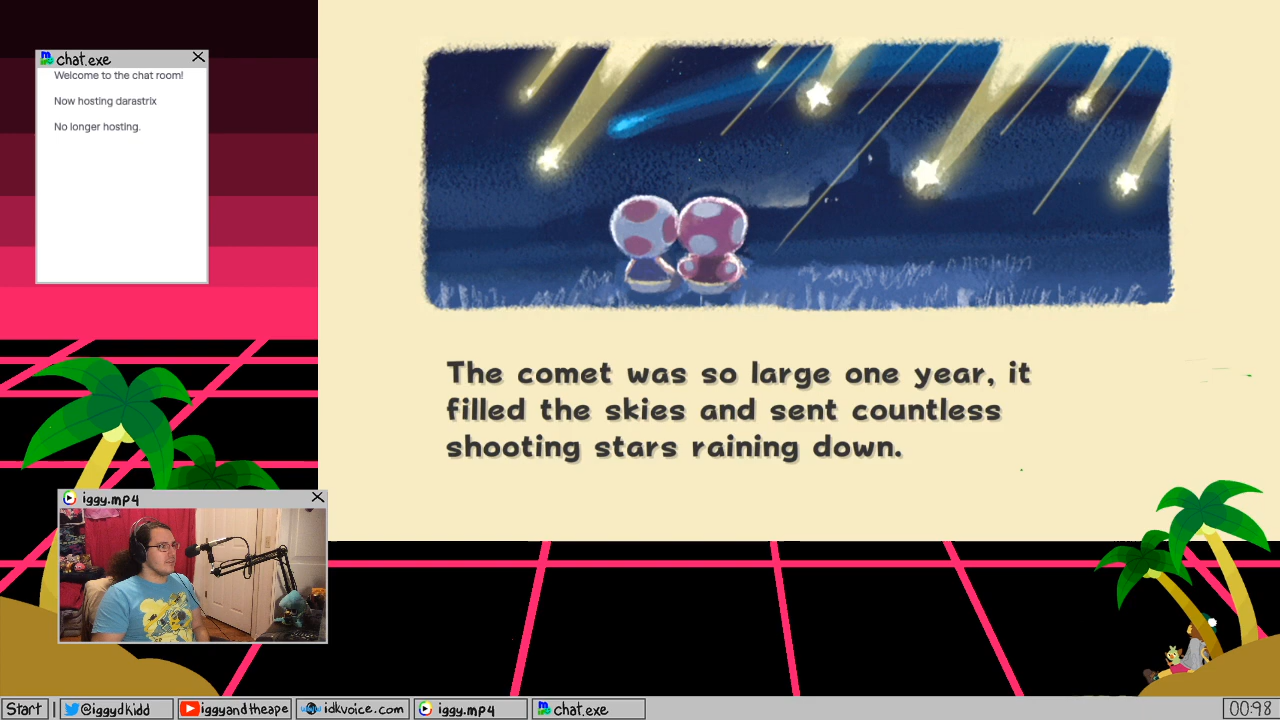 chat.exe
Welcome to the chat room!
Now hosting darastrix
No longer hosting.
The comet was so large one year, it
filled the skies and sent countless
shooting stars raining down.
iggy.mp4
Start | @iggydkidd iggyandtheape www idkvoice.com iggy.mp4 chat.exe 00:98